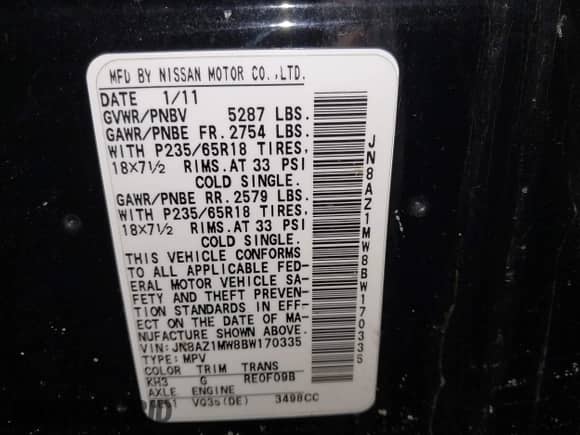 MFD BY NISSAN MOTOR CO.,LTD.
DATE 1/11
GVWR/PNBV 5287 LBS.
GAWR/PNBE FR. 2754 LBS.
WITH P235/65R18 TIRES,
18×7½ RIMS.AT 33 PSI
COLD SINGLE.
GAWR/PNBE RR. 2579 LBS.
WITH P235/65R18 TIRES,
18×7½ RIMS.AT 33 PSI
COLD SINGLE.
THIS VEHICLE CONFORMS
TO ALL APPLICABLE FED-
ERAL MOTOR VEHICLE SA-
FETY AND THEFT PREVEN-
TION STANDARDS IN EFF-
ECT ON THE DATE OF MA-
NUFACTURE SHOWN ABOVE.
VIN: JN8AZ1MW8BW170335
TYPE: MPV
COLOR TRIM TRANS
KH3 G RE0F09B
AXLE ENGINE
VQ35(DE) 3498CC
JN8AZ1MW8BW170335